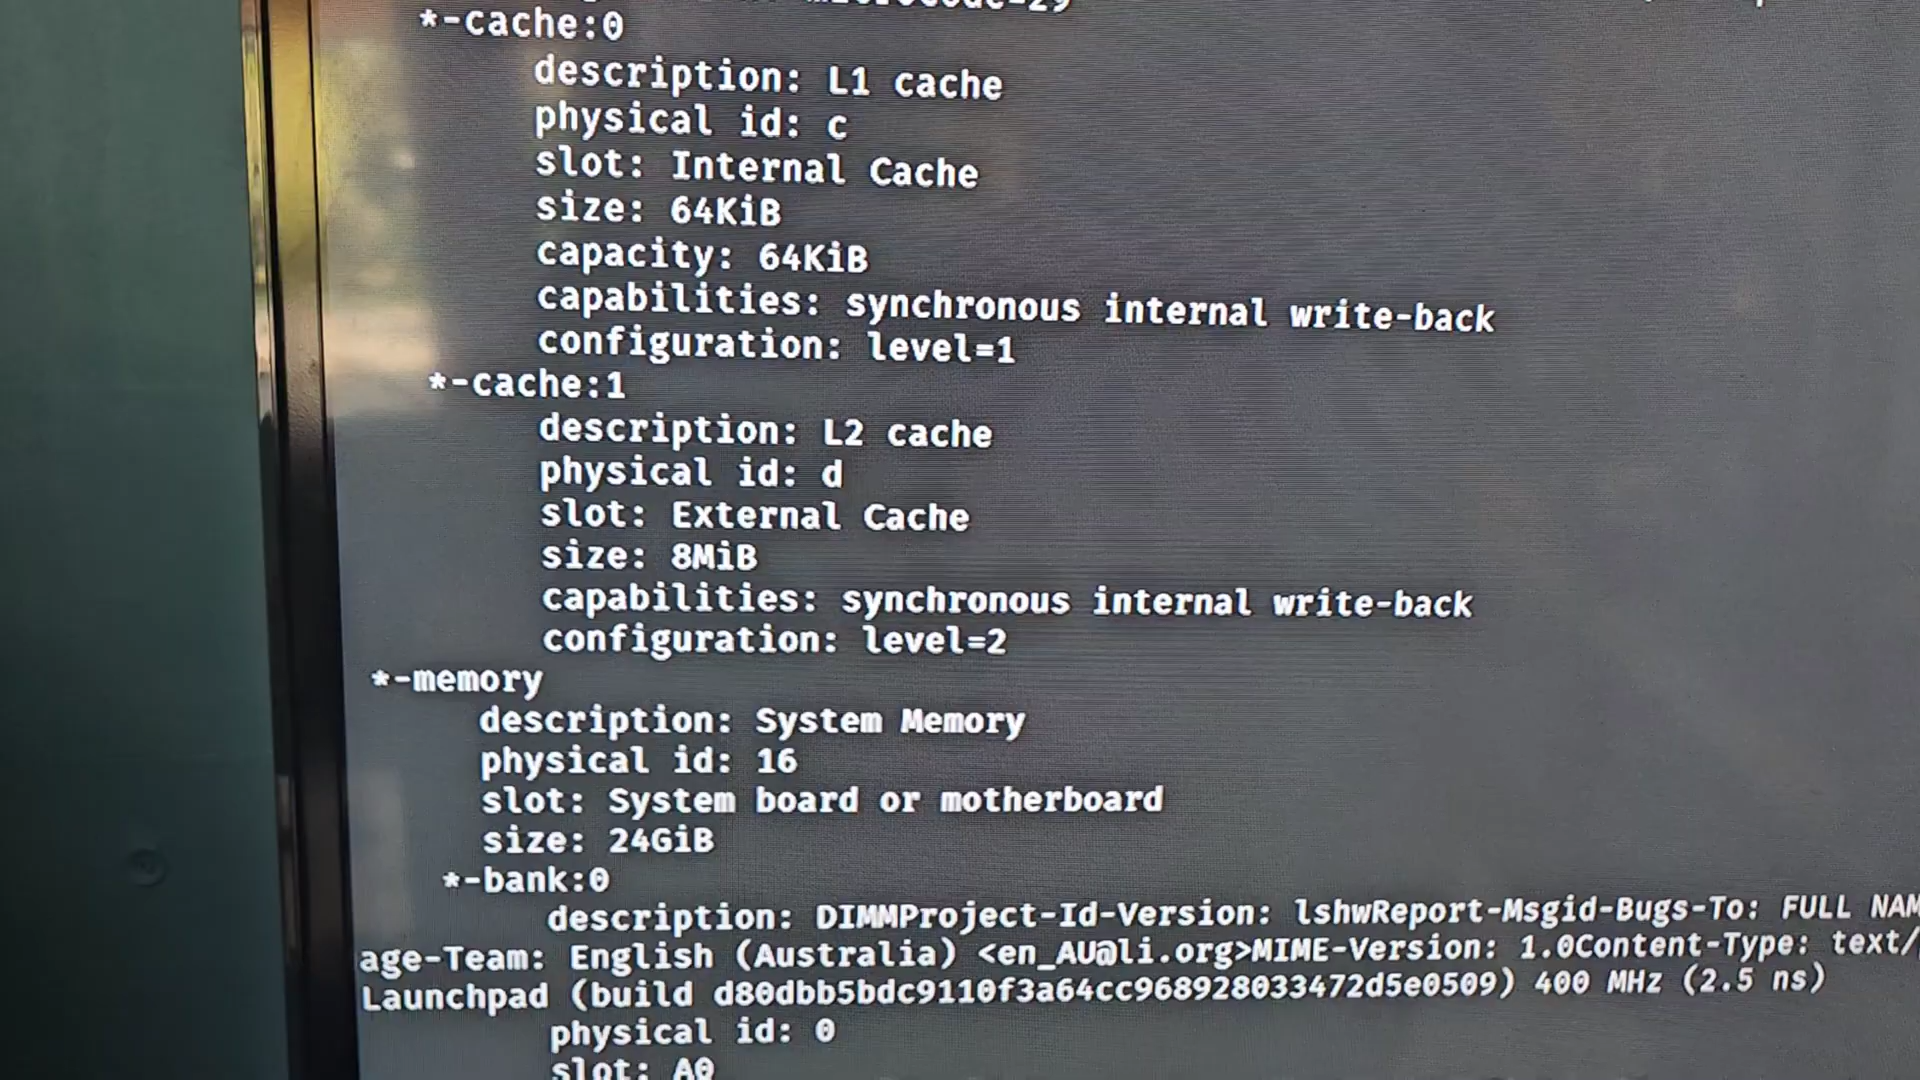 microcode=29
*-cache:0
description: L1 cache
physical id: c
slot: Internal Cache
size: 64KiB
capacity: 64KiB
capabilities: synchronous internal write-back
configuration: level=1
*-cache:1
description: L2 cache
physical id: d
slot: External Cache
size: 8MiB
capabilities: synchronous internal write-back
configuration: level=2
*-memory
description: System Memory
physical id: 16
slot: System board or motherboard
size: 24GiB
*-bank:0
description: DIMMProject-Id-Version: lshwReport-Msgid-Bugs-To: FULL NAM
age-Team: English (Australia) <en_AU@li.org>MIME-Version: 1.0Content-Type: text/
Launchpad (build d80dbb5bdc9110f3a64cc968928033472d5e0509) 400 MHz (2.5 ns)
physical id: 0
slot: A0